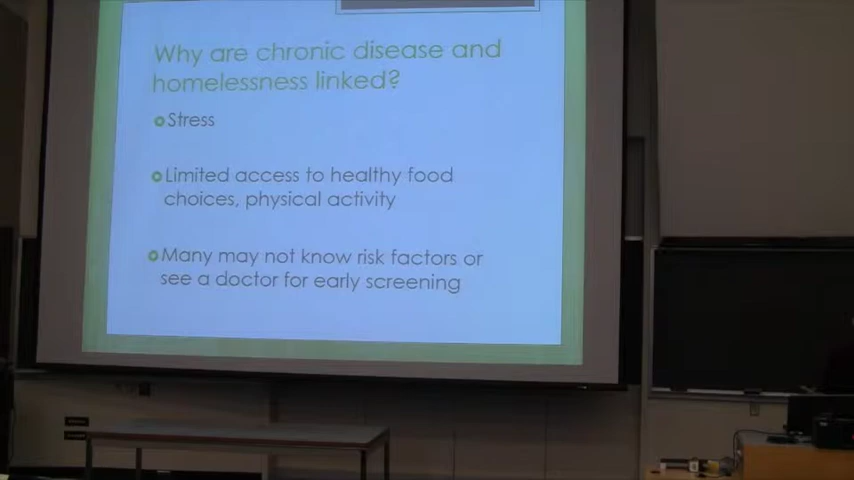 Why are chronic disease and
homelessness linked?
Stress
Limited access to healthy food
choices, physical activity
Many may not know risk factors or
see a doctor for early screening